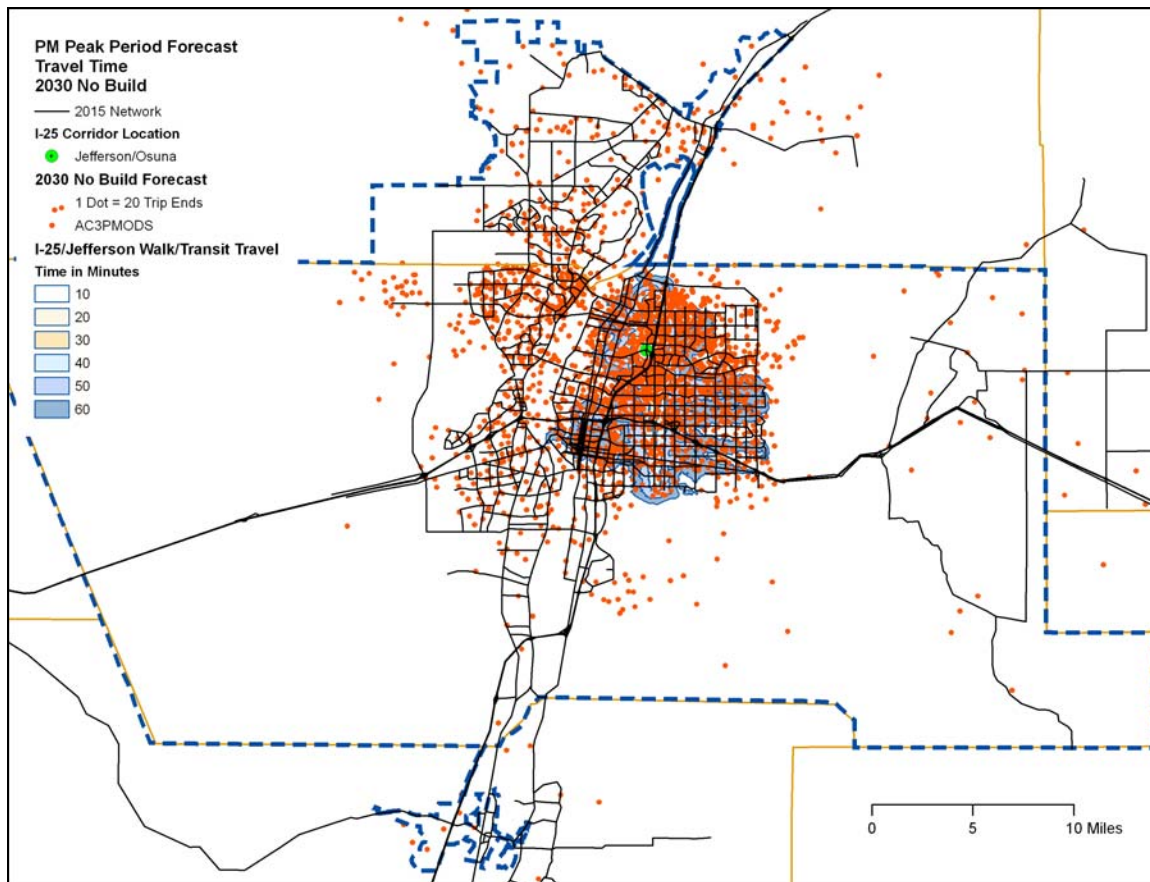 PM Peak Period Forecast
Travel Time
2030 No Build
2015 Network
I-25 Corridor Location
Jefferson/Osuna
2030 No Build Forecast
1 Dot = 20 Trip Ends
AC3PMODS
I-25/Jefferson Walk/Transit Travel
Time in Minutes
10
20
30
40
50
60
0 5 10 Miles